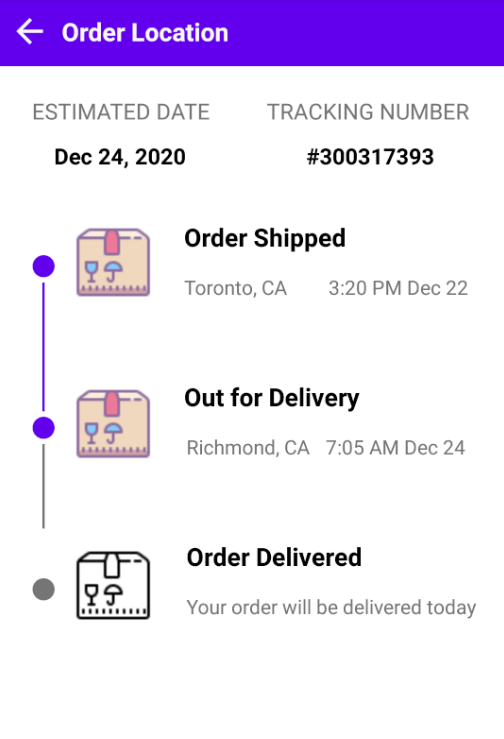 Order Location
ESTIMATED DATE TRACKING NUMBER
Dec 24, 2020 #300317393
Order Shipped
Toronto, CA 3:20 PM Dec 22
Out for Delivery
Richmond, CA 7:05 AM Dec 24
Order Delivered
Your order will be delivered today